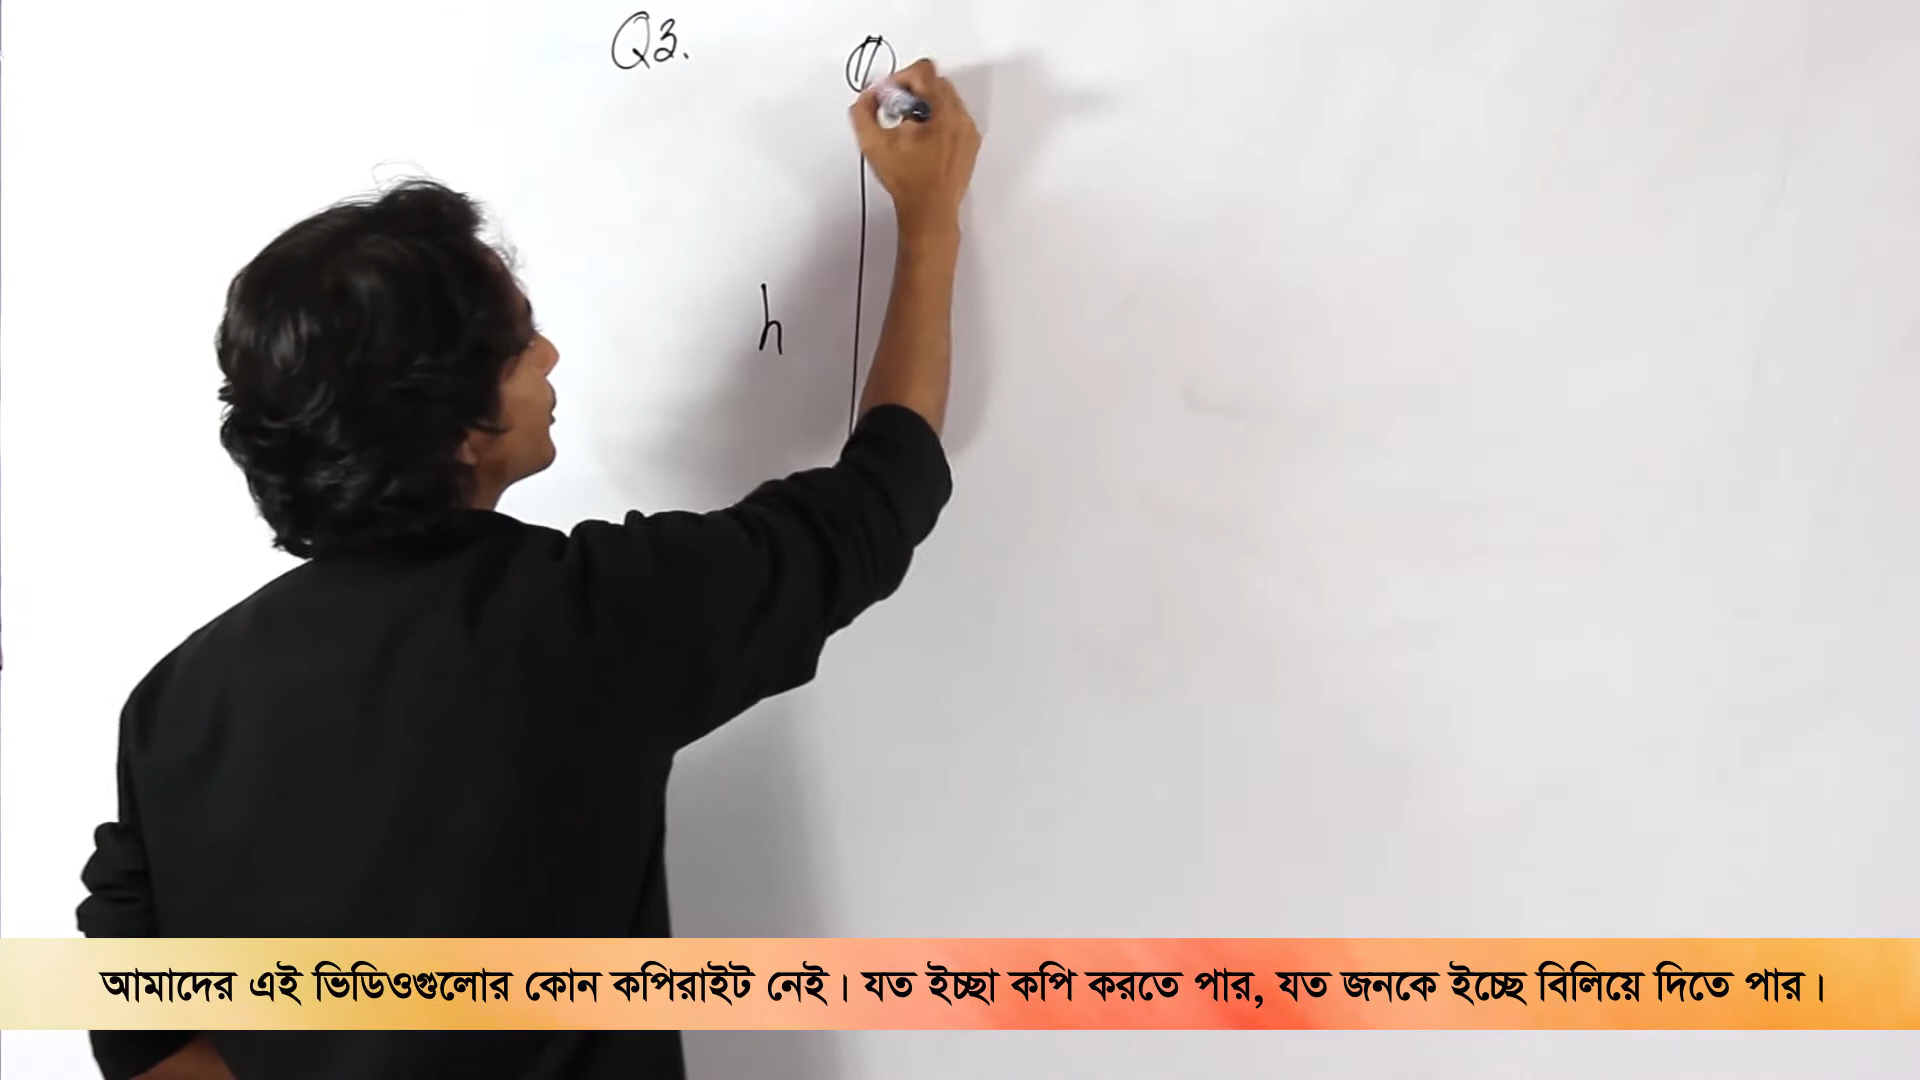 Q3.
h
আমাদের এই ভিডিওগুলোর কোন কপিরাইট নেই। যত ইচ্ছা কপি করতে পার, যত জনকে ইচ্ছে বিলিয়ে দিতে পার।